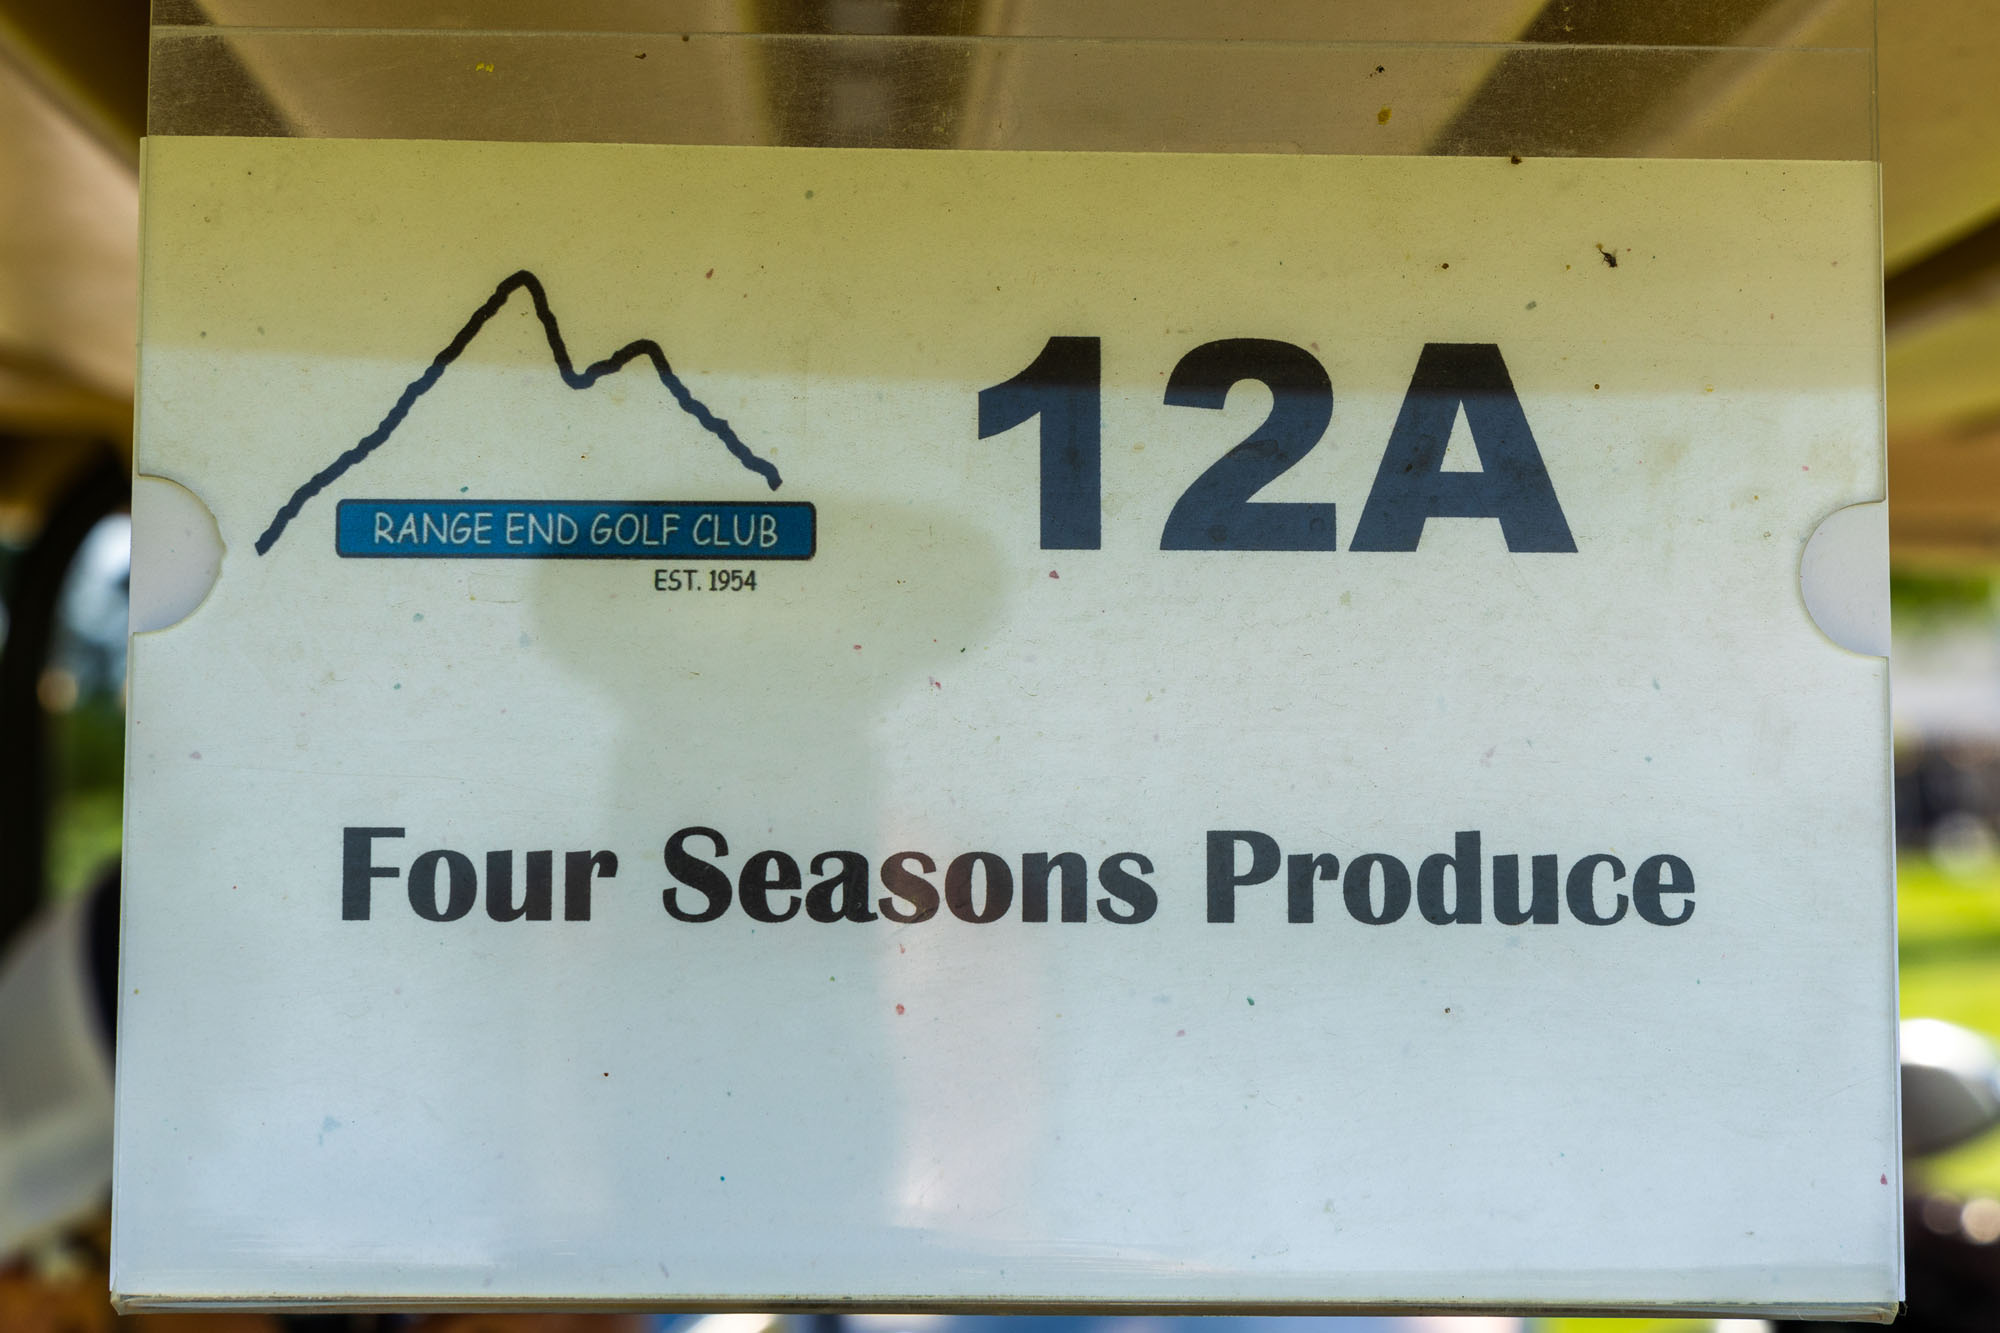 12A
RANGE END GOLF CLUB
EST. 1954
Four Seasons Produce